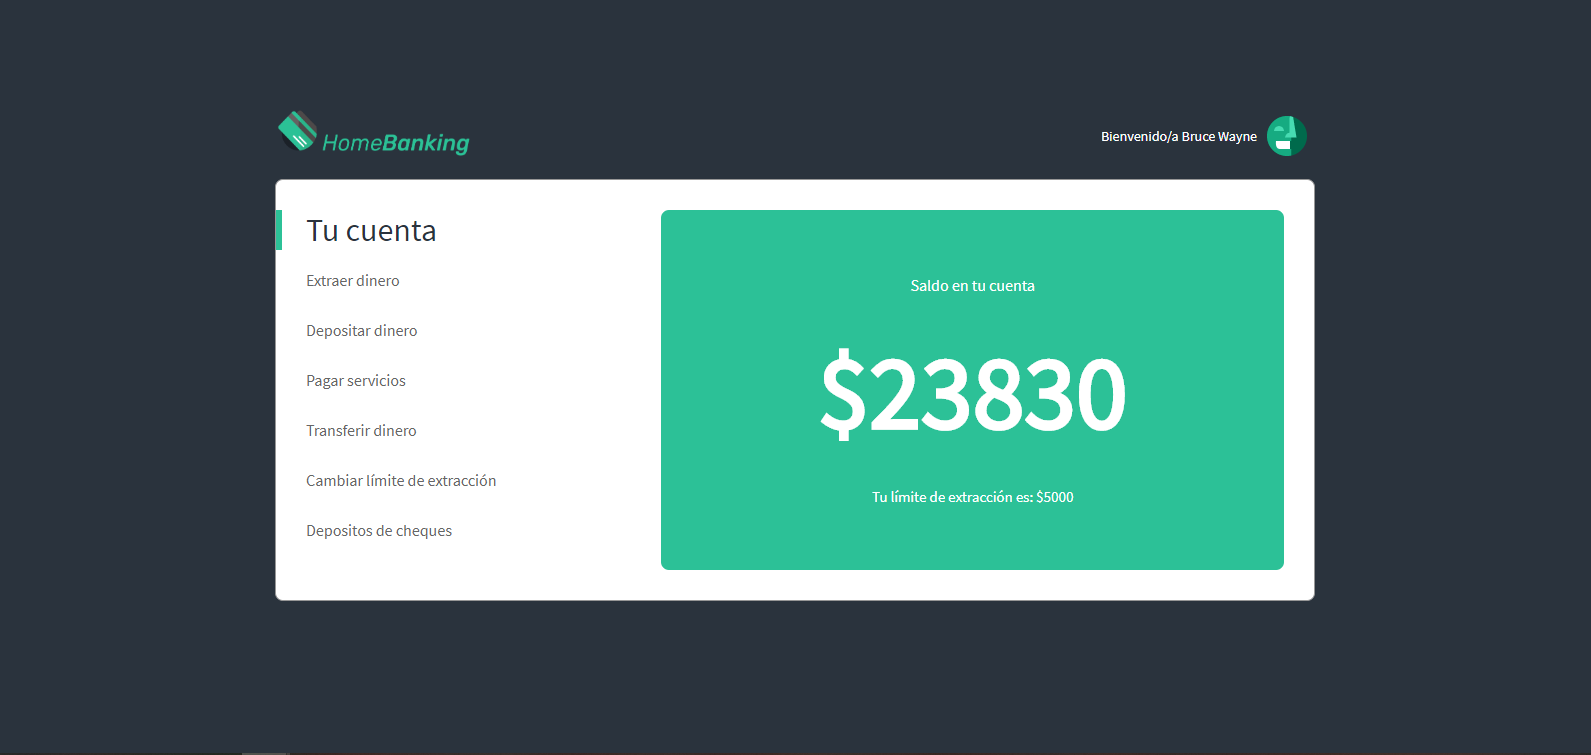 HomeBanking
Bienvenido/a Bruce Wayne
Tu cuenta
Extraer dinero
Depositar dinero
Pagar servicios
Transferir dinero
Cambiar límite de extracción
Depositos de cheques
Saldo en tu cuenta
$23830
Tu límite de extracción es: $5000